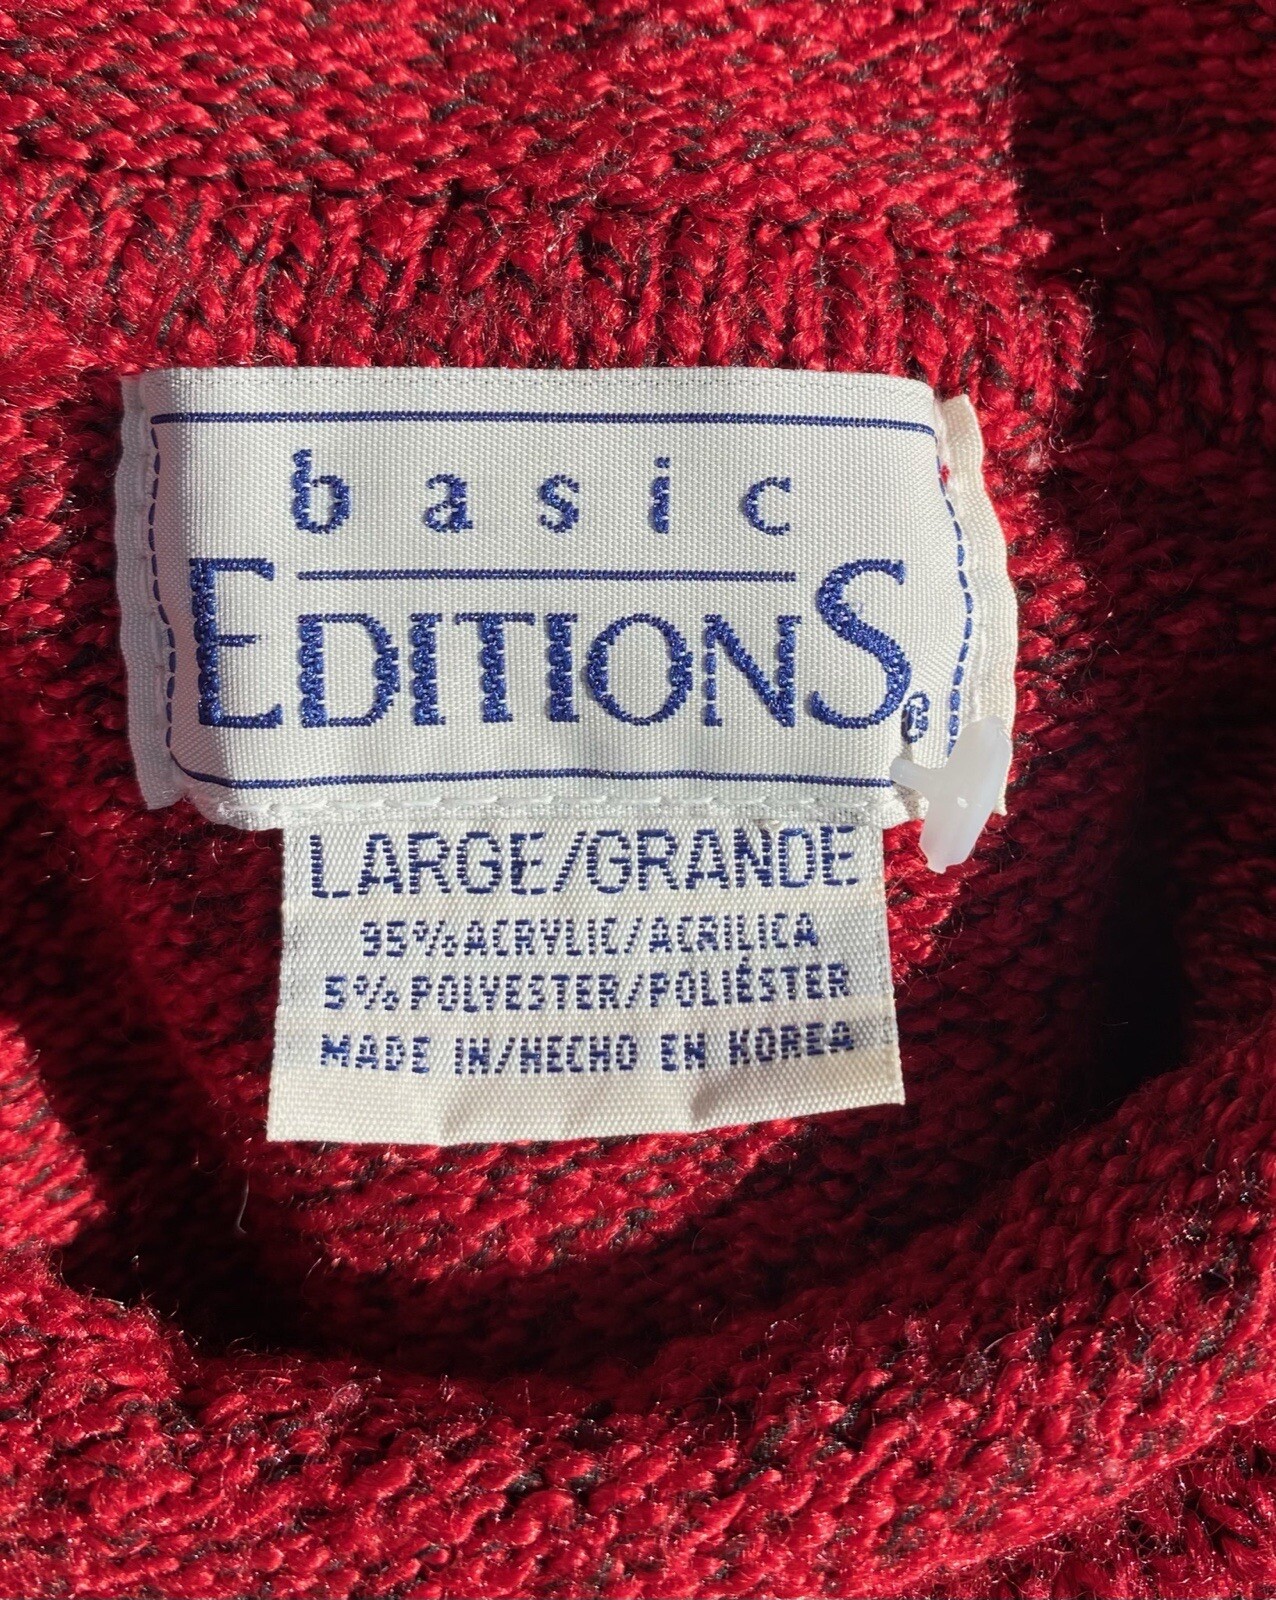 basic
EDITIONS®
LARGE/GRANDE
95% ACRYLIC/ACRILICA
5% POLYESTER/POLIÉSTER
MADE IN/HECHO EN KOREA